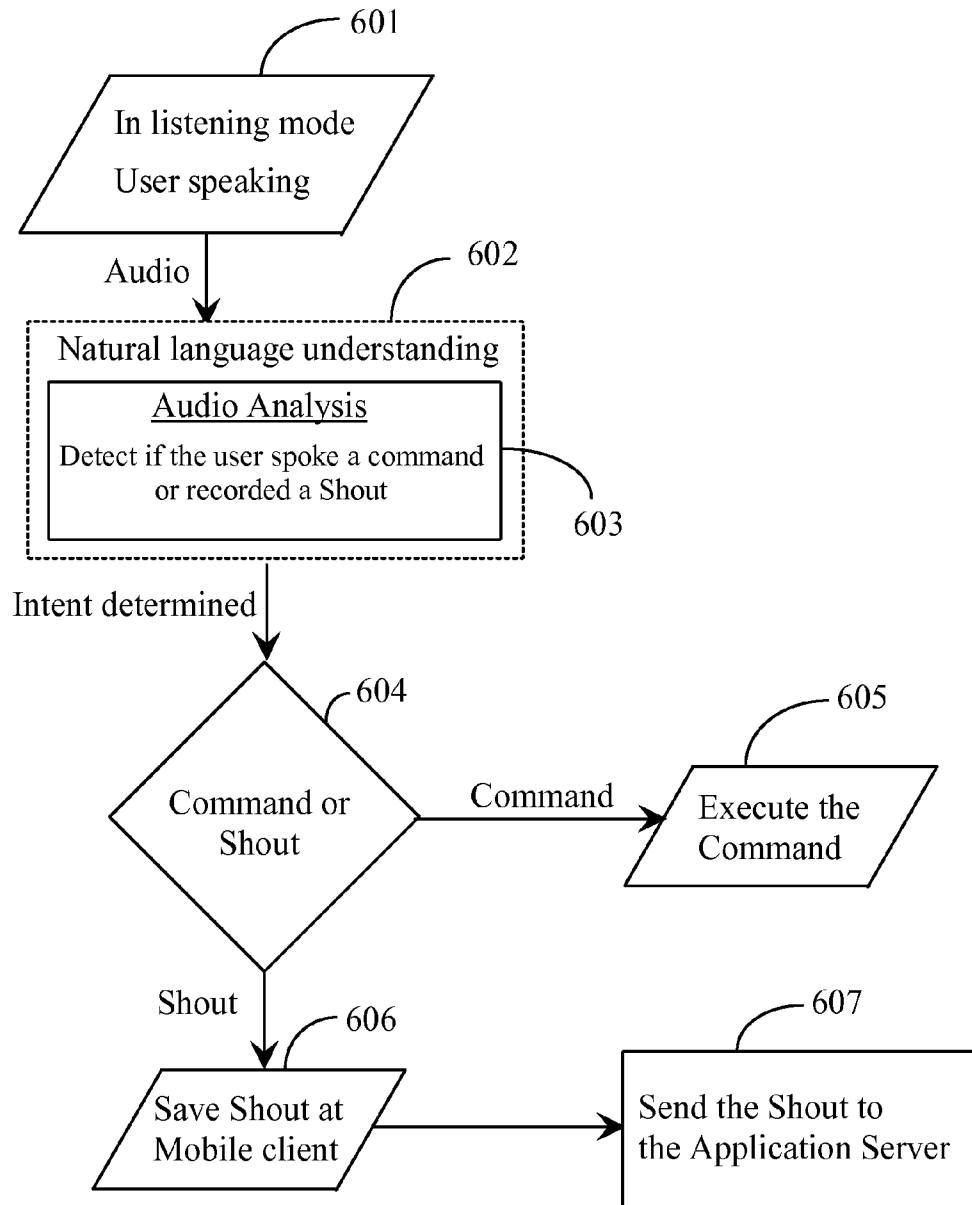 601
In listening mode
User speaking
Audio
602
Natural language understanding
Audio Analysis
Detect if the user spoke a command
or recorded a Shout
603
Intent determined
604
Command or
Shout
Command
605
Execute the
Command
Shout
606
Save Shout at
Mobile client
607
Send the Shout to
the Application Server